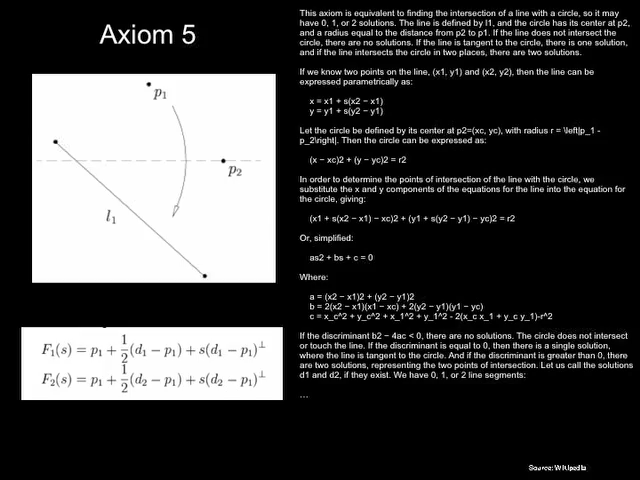 Axiom 5
p1
p2
l1
F1(s) = p1 + 1/2(d1 − p1) + s(d1 − p1)⊥
F2(s) = p1 + 1/2(d2 − p1) + s(d2 − p1)⊥
This axiom is equivalent to finding the intersection of a line with a circle, so it may
have 0, 1, or 2 solutions. The line is defined by l1, and the circle has its center at p2,
and a radius equal to the distance from p2 to p1. If the line does not intersect the
circle, there are no solutions. If the line is tangent to the circle, there is one solution,
and if the line intersects the circle in two places, there are two solutions.
If we know two points on the line, (x1, y1) and (x2, y2), then the line can be
expressed parametrically as:
x = x1 + s(x2 − x1)
y = y1 + s(y2 − y1)
Let the circle be defined by its center at p2=(xc, yc), with radius r = \left|p_1 -
p_2\right|. Then the circle can be expressed as:
(x − xc)2 + (y − yc)2 = r2
In order to determine the points of intersection of the line with the circle, we
substitute the x and y components of the equations for the line into the equation for
the circle, giving:
(x1 + s(x2 − x1) − xc)2 + (y1 + s(y2 − y1) − yc)2 = r2
Or, simplified:
as2 + bs + c = 0
Where:
a = (x2 − x1)2 + (y2 − y1)2
b = 2(x2 − x1)(x1 − xc) + 2(y2 − y1)(y1 − yc)
c = x_c^2 + y_c^2 + x_1^2 + y_1^2 - 2(x_c x_1 + y_c y_1)-r^2
If the discriminant b2 − 4ac < 0, there are no solutions. The circle does not intersect
or touch the line. If the discriminant is equal to 0, then there is a single solution,
where the line is tangent to the circle. And if the discriminant is greater than 0, there
are two solutions, representing the two points of intersection. Let us call the solutions
d1 and d2, if they exist. We have 0, 1, or 2 line segments:
...
Source: Wikipedia